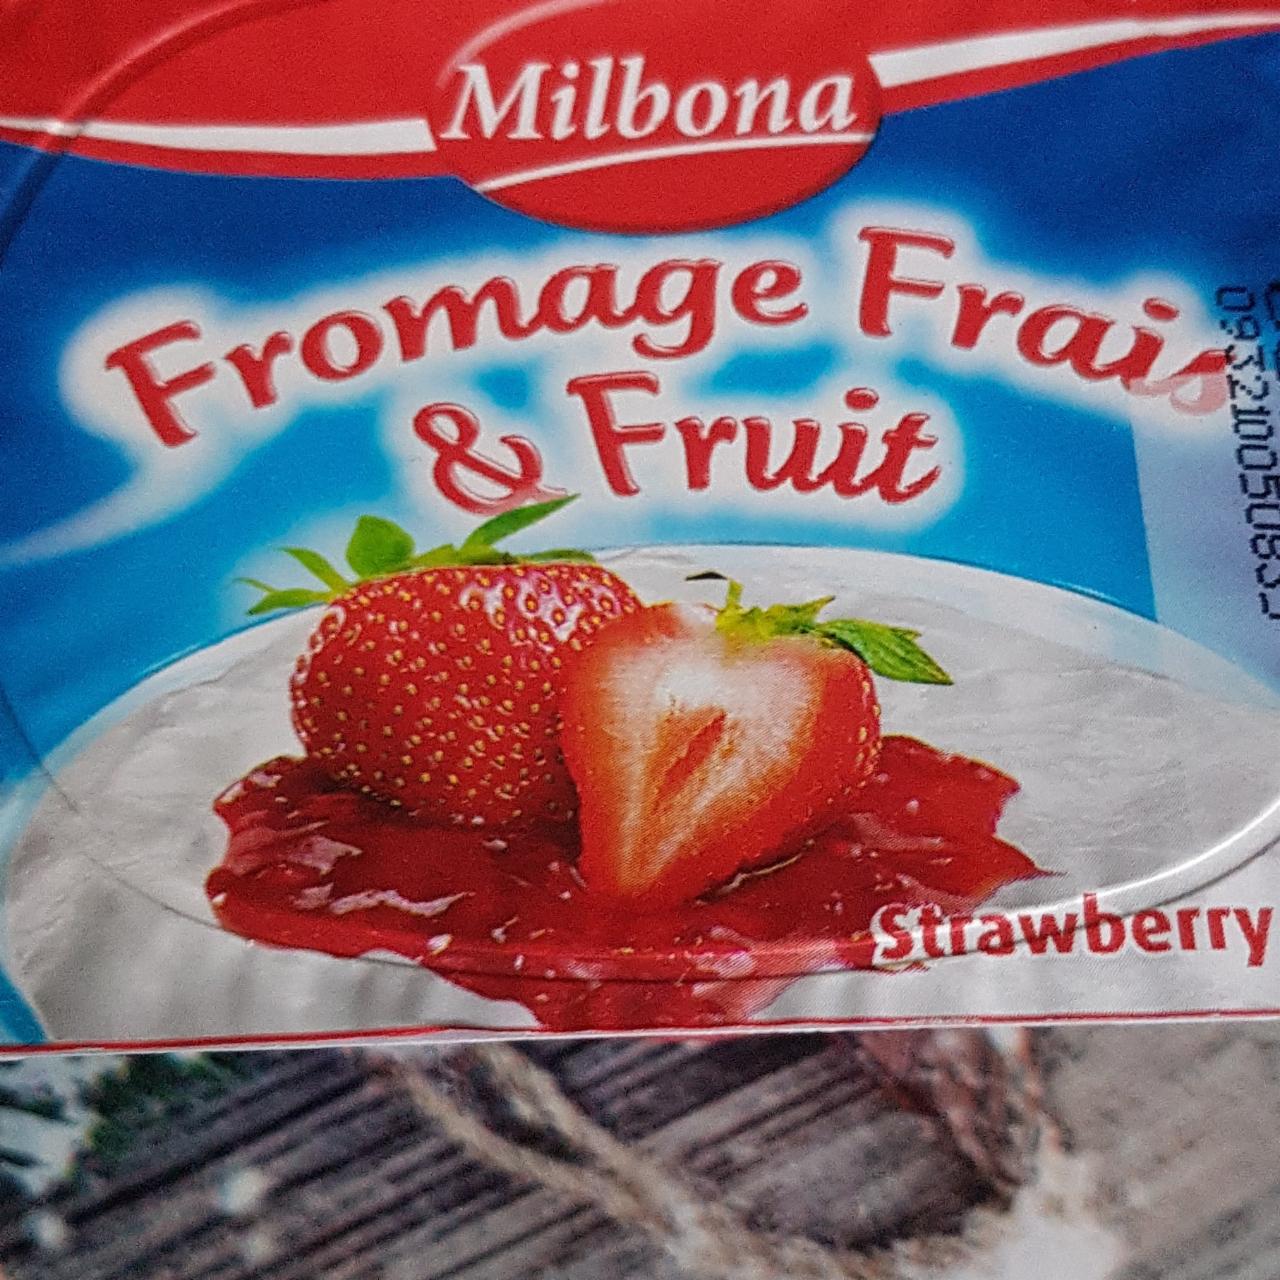 Milbona
Fromage Frais
& Fruit
Strawberry